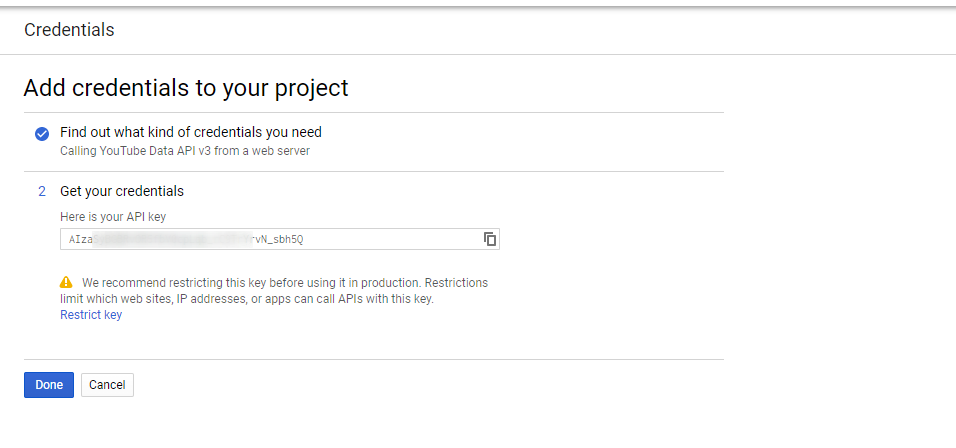 Credentials
Add credentials to your project
Find out what kind of credentials you need
Calling YouTube Data API v3 from a web server
2 Get your credentials
Here is your API key
AIza rvN_sbh5Q
We recommend restricting this key before using it in production. Restrictions
limit which web sites, IP addresses, or apps can call APIs with this key.
Restrict key
Done Cancel